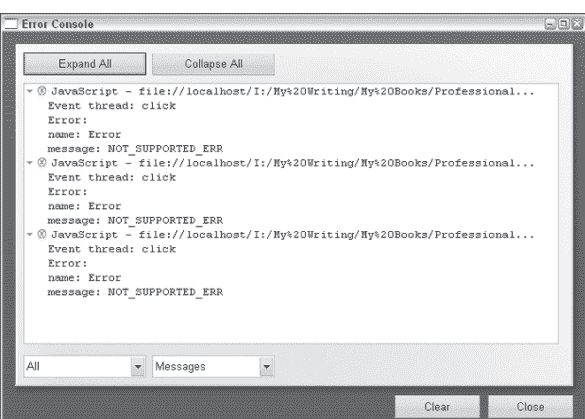 Error Console
Expand All
Collapse All
JavaScript - file://localhost/I:/My%20Writing/My%20Books/Professional...
Event thread: click
Error:
name: Error
message: NOT_SUPPORTED_ERR
JavaScript - file://localhost/I:/My%20Writing/My%20Books/Professional...
Event thread: click
Error:
name: Error
message: NOT_SUPPORTED_ERR
JavaScript - file://localhost/I:/My%20Writing/My%20Books/Professional...
Event thread: click
Error:
name: Error
message: NOT_SUPPORTED_ERR
All
Messages
Clear
Close